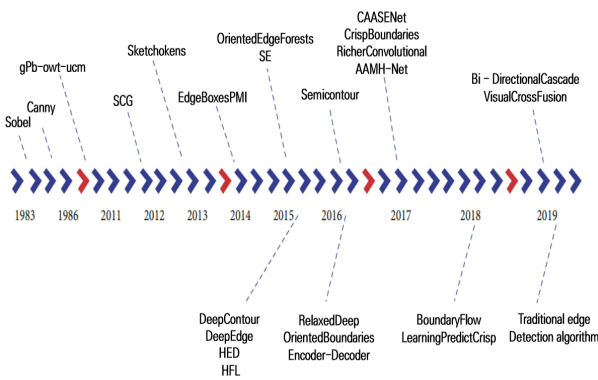 CAASENet
CrispBoundaries
RicherConvolutional
AAMH-Net
OrientedEdgeForests
SE
Sketchokens
gPb-owt-ucm
Bi - DirectionalCascade
VisualCrossFusion
EdgeBoxesPMI
Semicontour
SCG
Canny
Sobel
1983 1986 2011 2012 2013 2014 2015 2016 2017 2018 2019
DeepContour
DeepEdge
HED
HFL
RelaxedDeep
OrientedBoundaries
Encoder-Decoder
BoundaryFlow
LearningPredictCrisp
Traditional edge
Detection algorithm